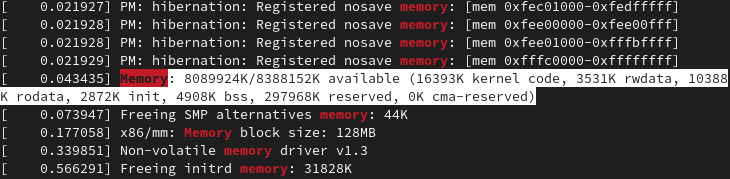 [    0.021927] PM: hibernation: Registered nosave memory: [mem 0xfec01000-0xfedfffff]
[    0.021928] PM: hibernation: Registered nosave memory: [mem 0xfee00000-0xfee00fff]
[    0.021928] PM: hibernation: Registered nosave memory: [mem 0xfee01000-0xfffbffff]
[    0.021929] PM: hibernation: Registered nosave memory: [mem 0xfffc0000-0xffffffff]
[    0.043435] Memory: 8089924K/8388152K available (16393K kernel code, 3531K rwdata, 10388
K rodata, 2872K init, 4908K bss, 297968K reserved, 0K cma-reserved)
[    0.073947] Freeing SMP alternatives memory: 44K
[    0.177058] x86/mm: Memory block size: 128MB
[    0.339851] Non-volatile memory driver v1.3
[    0.566291] Freeing initrd memory: 31828K